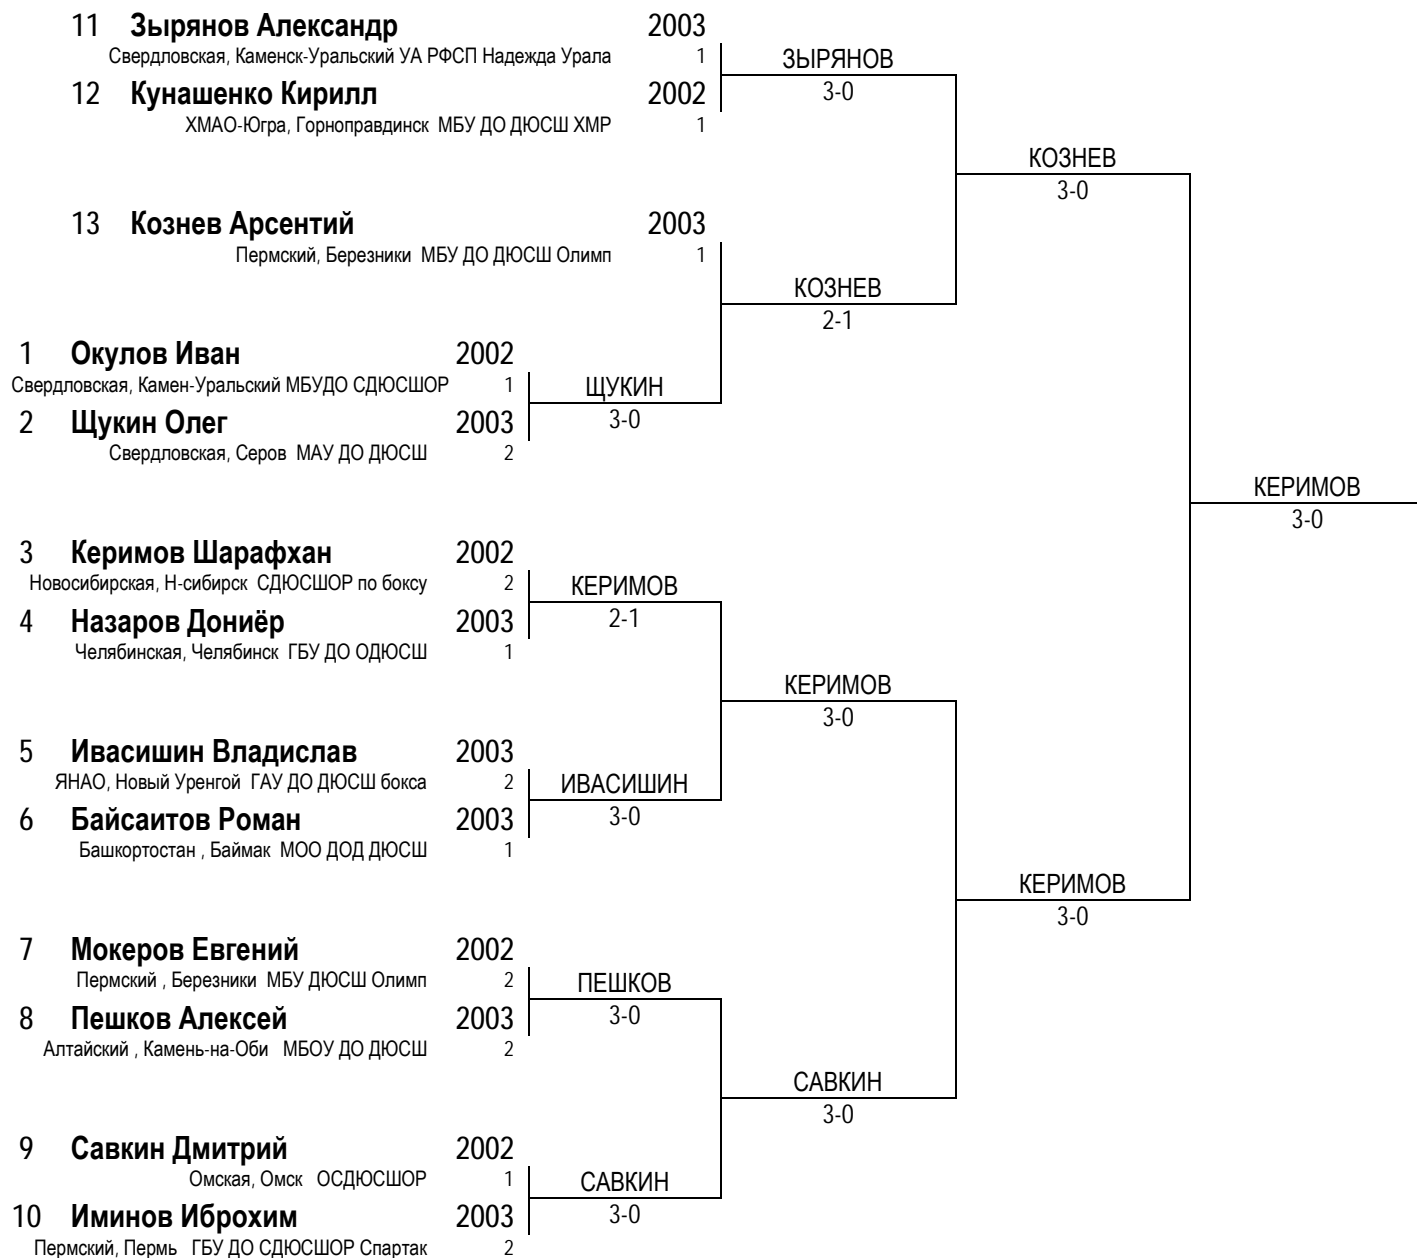 11 Зырянов Александр 2003
Свердловская, Каменск-Уральский УА РФСП Надежда Урала 1
ЗЫРЯНОВ
3-0
12 Кунашенко Кирилл 2002
ХМАО-Югра, Горноправдинск МБУ ДО ДЮСШ ХМР 1
КОЗНЕВ
3-0
13 Кознев Арсентий 2003
Пермский, Березники МБУ ДО ДЮСШ Олимп 1
КОЗНЕВ
2-1
1 Окулов Иван 2002
Свердловская, Камен-Уральский МБУДО СДЮСШОР 1
ЩУКИН
3-0
2 Щукин Олег 2003
Свердловская, Серов МАУ ДО ДЮСШ 2
КЕРИМОВ
3-0
3 Керимов Шарафхан 2002
Новосибирская, Н-сибирск СДЮСШОР по боксу 2
КЕРИМОВ
2-1
4 Назаров Дониёр 2003
Челябинская, Челябинск ГБУ ДО ОДЮСШ 1
КЕРИМОВ
3-0
5 Ивасишин Владислав 2003
ЯНАО, Новый Уренгой ГАУ ДО ДЮСШ бокса 2
ИВАСИШИН
3-0
6 Байсаитов Роман 2003
Башкортостан , Баймак МОО ДОД ДЮСШ 1
КЕРИМОВ
3-0
7 Мокеров Евгений 2002
Пермский , Березники МБУ ДЮСШ Олимп 2
ПЕШКОВ
3-0
8 Пешков Алексей 2003
Алтайский , Камень-на-Оби МБОУ ДО ДЮСШ 2
САВКИН
3-0
9 Савкин Дмитрий 2002
Омская, Омск ОСДЮСШОР 1
САВКИН
3-0
10 Иминов Иброхим 2003
Пермский, Пермь ГБУ ДО СДЮСШОР Спартак 2